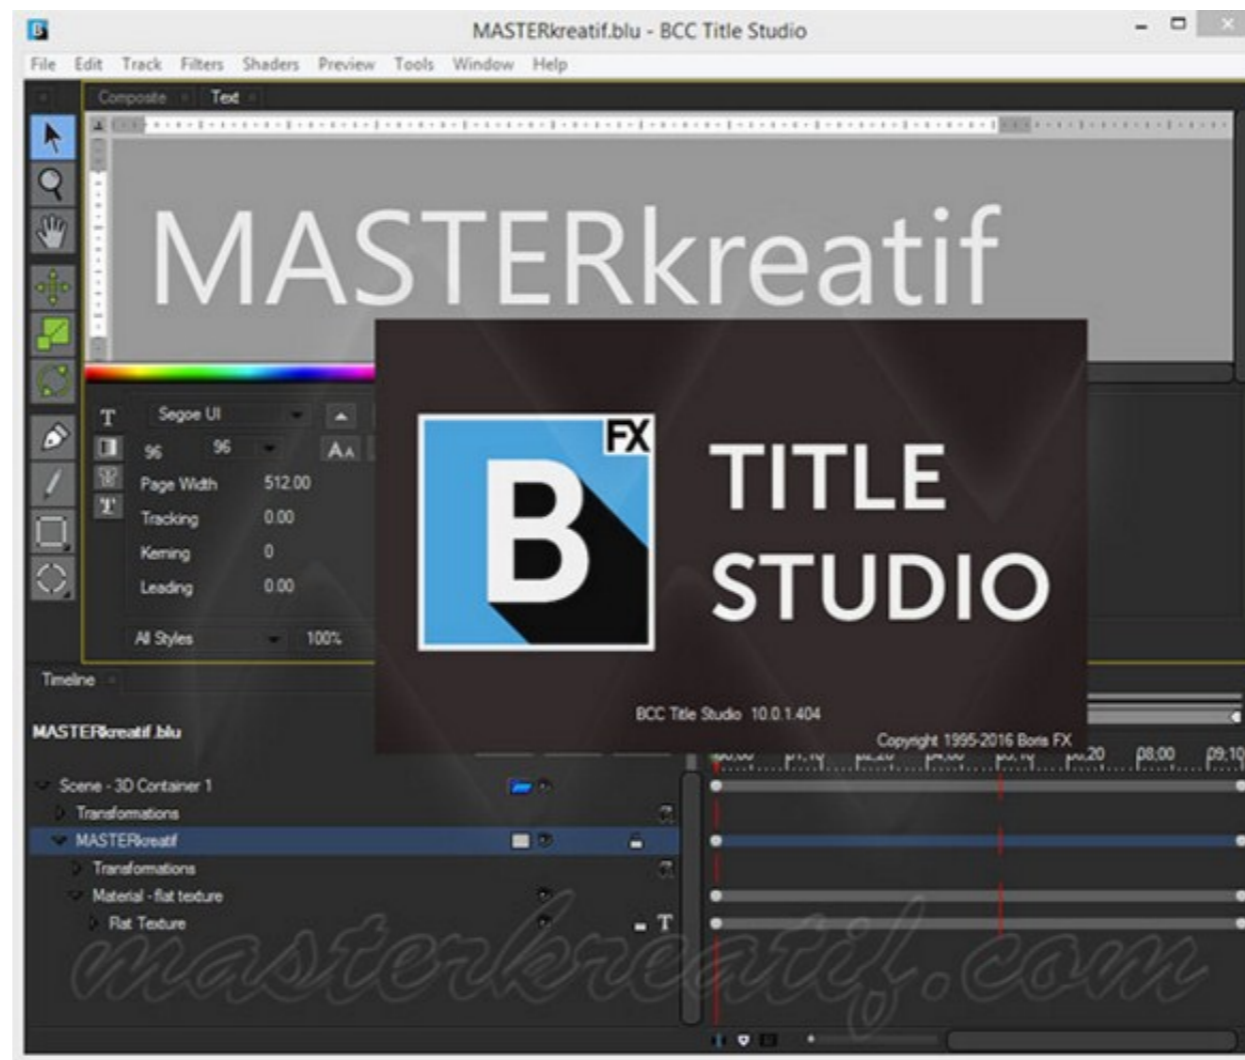 MASTERkreatif.blu - BCC Title Studio
File Edit Track Filters Shaders Preview Tools Window Help
Composite Text
MASTERkreatif
T Segoe UI
96 96 AA
Page Width 512.00
Tracking 0.00
Kerning 0
Leading 0.00
All Styles 100%
B FX
TITLE
STUDIO
BCC Title Studio 10.0.1.404
Copyright 1995-2016 Boris FX
Timeline
MASTERkreatif.blu
08;00 09;10
Scene - 3D Container 1
Transformations
MASTERkreatif
Transformations
Material - flat texture
Flat Texture T
masterkreatif.com